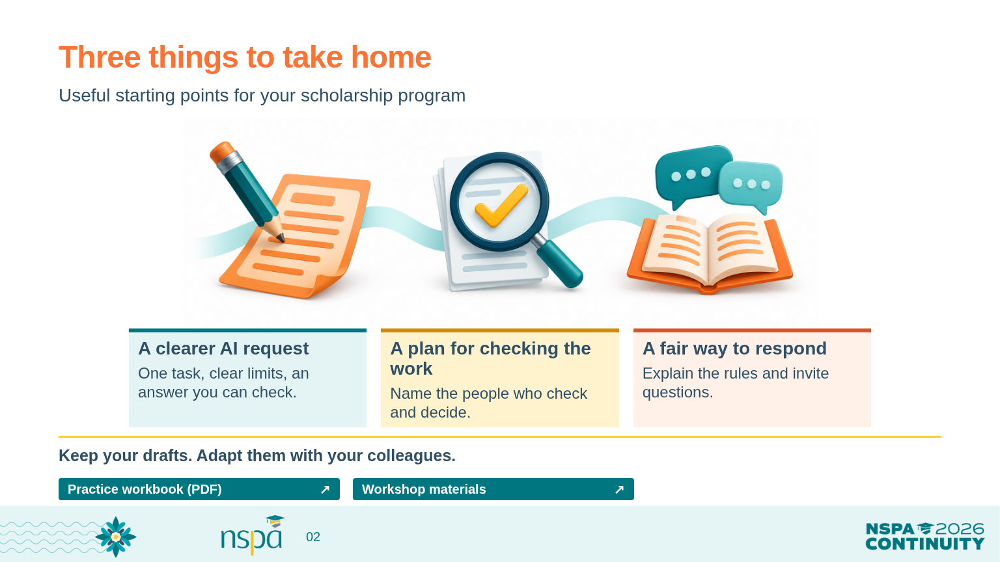 Three things to take home
Useful starting points for your scholarship program
A clearer AI request
One task, clear limits, an
answer you can check.
A plan for checking the
work
Name the people who check
and decide.
A fair way to respond
Explain the rules and invite
questions.
Keep your drafts. Adapt them with your colleagues.
Practice workbook (PDF) ↗
Workshop materials ↗
nspa
02
NSPA 2026
CONTINUITY